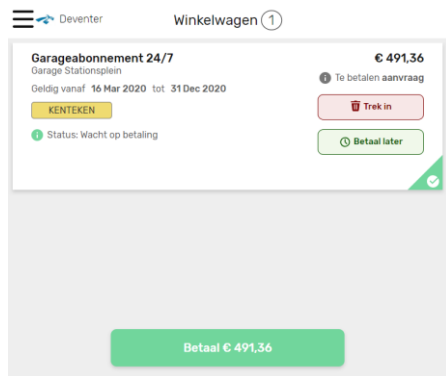 Deventer
Winkelwagen 1
Garageabonnement 24/7
€ 491,36
Garage Stationsplein
Te betalen aanvraag
Geldig vanaf 16 Mar 2020 tot 31 Dec 2020
KENTEKEN
Trek in
Status: Wacht op betaling
Betaal later
Betaal € 491,36